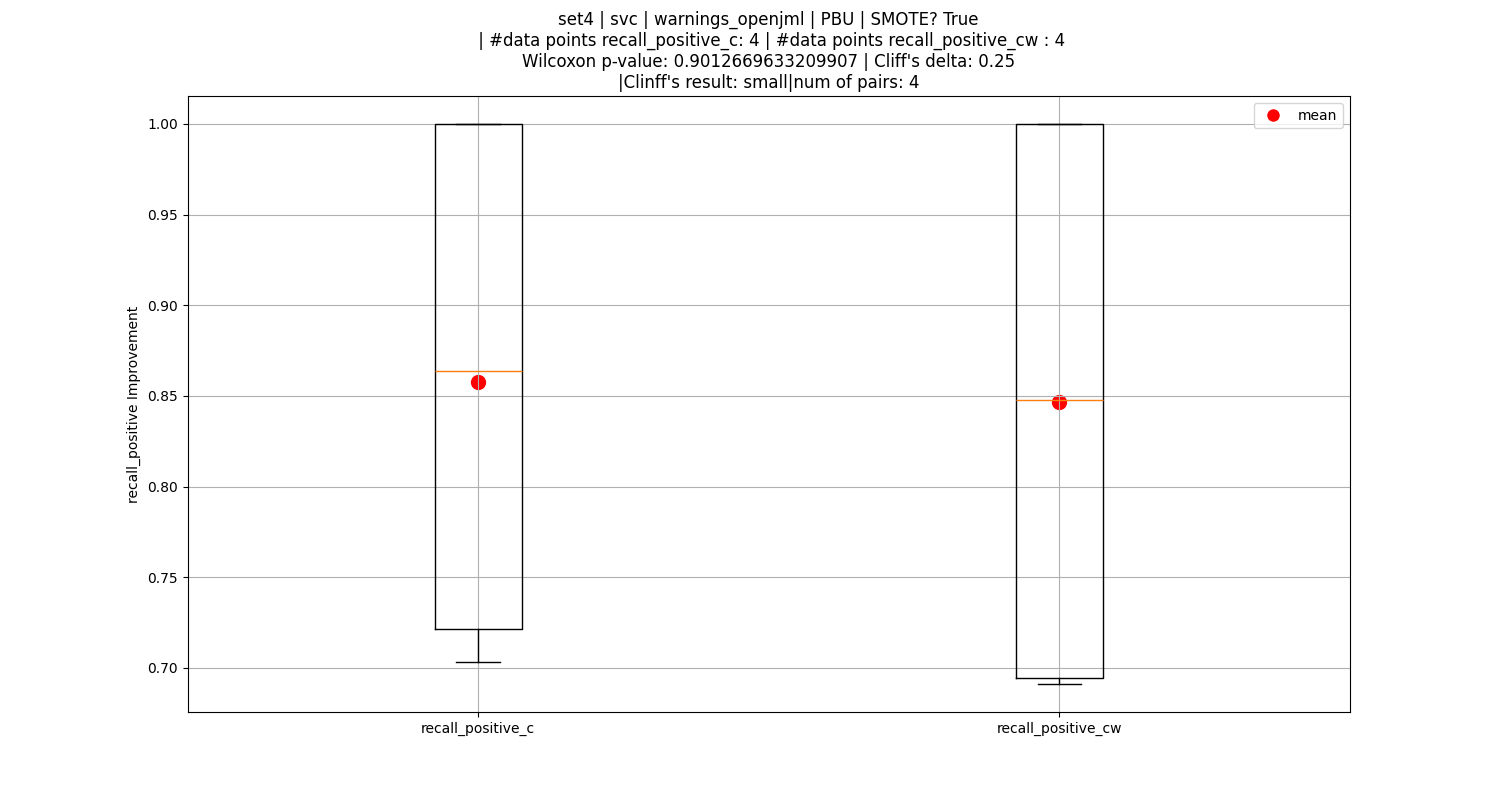 set4 | svc | warnings_openjml | PBU | SMOTE? True
| #data points recall_positive_c: 4 | #data points recall_positive_cw : 4
Wilcoxon p-value: 0.9012669633209907 | Cliff's delta: 0.25
|Clinff's result: small|num of pairs: 4
mean
1.00
0.95
0.90
0.85
0.80
0.75
0.70
recall_positive Improvement
recall_positive_c
recall_positive_cw